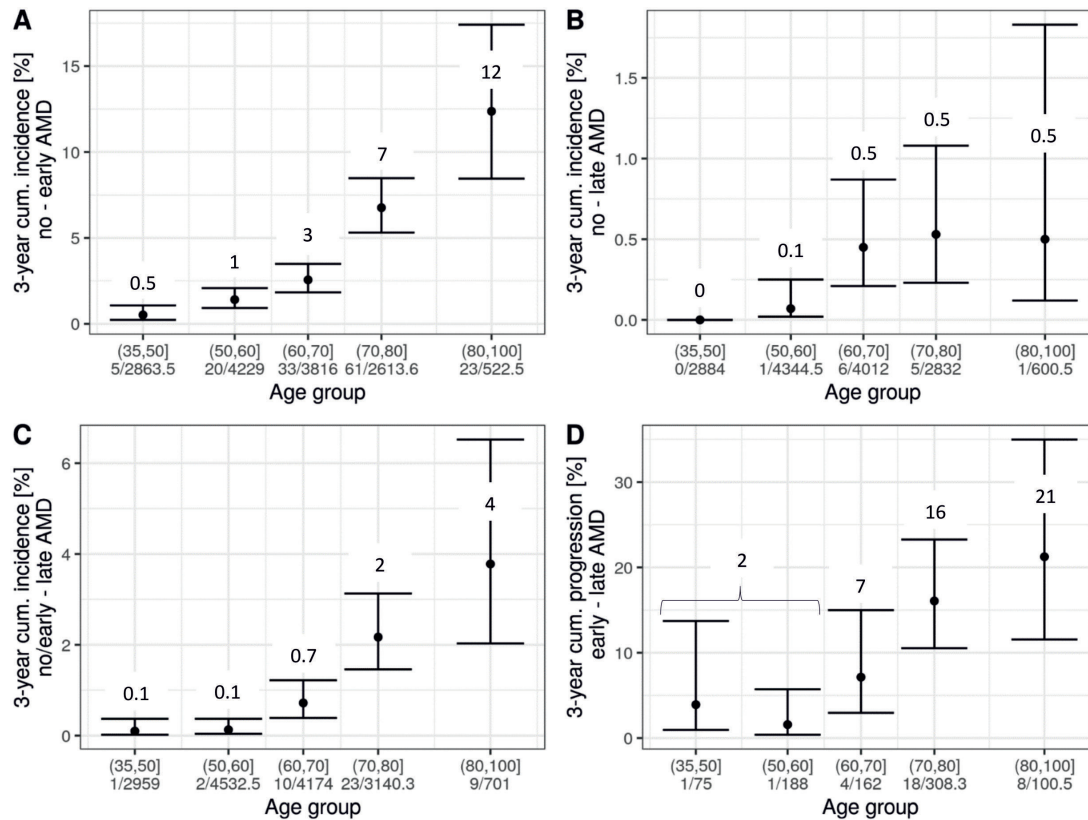 A
3-year cum. incidence [%]
no - early AMD
15
10
5
0
0.5
1
3
7
12
(35,50] (50,60] (60,70] (70,80] (80,100]
5/2863.5 20/4229 33/3816 61/2613.6 23/522.5
Age group
B
3-year cum. incidence [%]
no - late AMD
1.5
1.0
0.5
0.0
0
0.1
0.5
0.5
0.5
(35,50] (50,60] (60,70] (70,80] (80,100]
0/2884 1/4344.5 6/4012 5/2832 1/600.5
Age group
C
3-year cum. incidence [%]
no/early - late AMD
6
4
2
0
0.1
0.1
0.7
2
4
(35,50] (50,60] (60,70] (70,80] (80,100]
1/2959 2/4532.5 10/4174 23/3140.3 9/701
Age group
D
3-year cum. progression [%]
early - late AMD
30
20
10
0
2
7
16
21
(35,50] (50,60] (60,70] (70,80] (80,100]
1/75 1/188 4/162 18/308.3 8/100.5
Age group